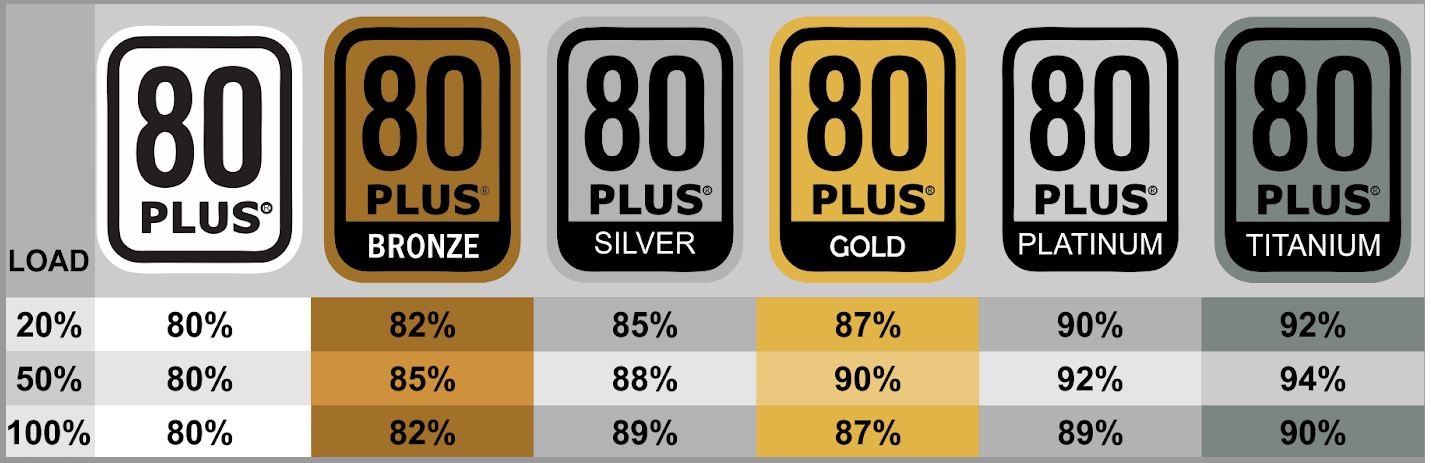 80 PLUS®
80 PLUS® BRONZE
80 PLUS® SILVER
80 PLUS® GOLD
80 PLUS® PLATINUM
80 PLUS® TITANIUM
LOAD
20% 80% 82% 85% 87% 90% 92%
50% 80% 85% 88% 90% 92% 94%
100% 80% 82% 89% 87% 89% 90%